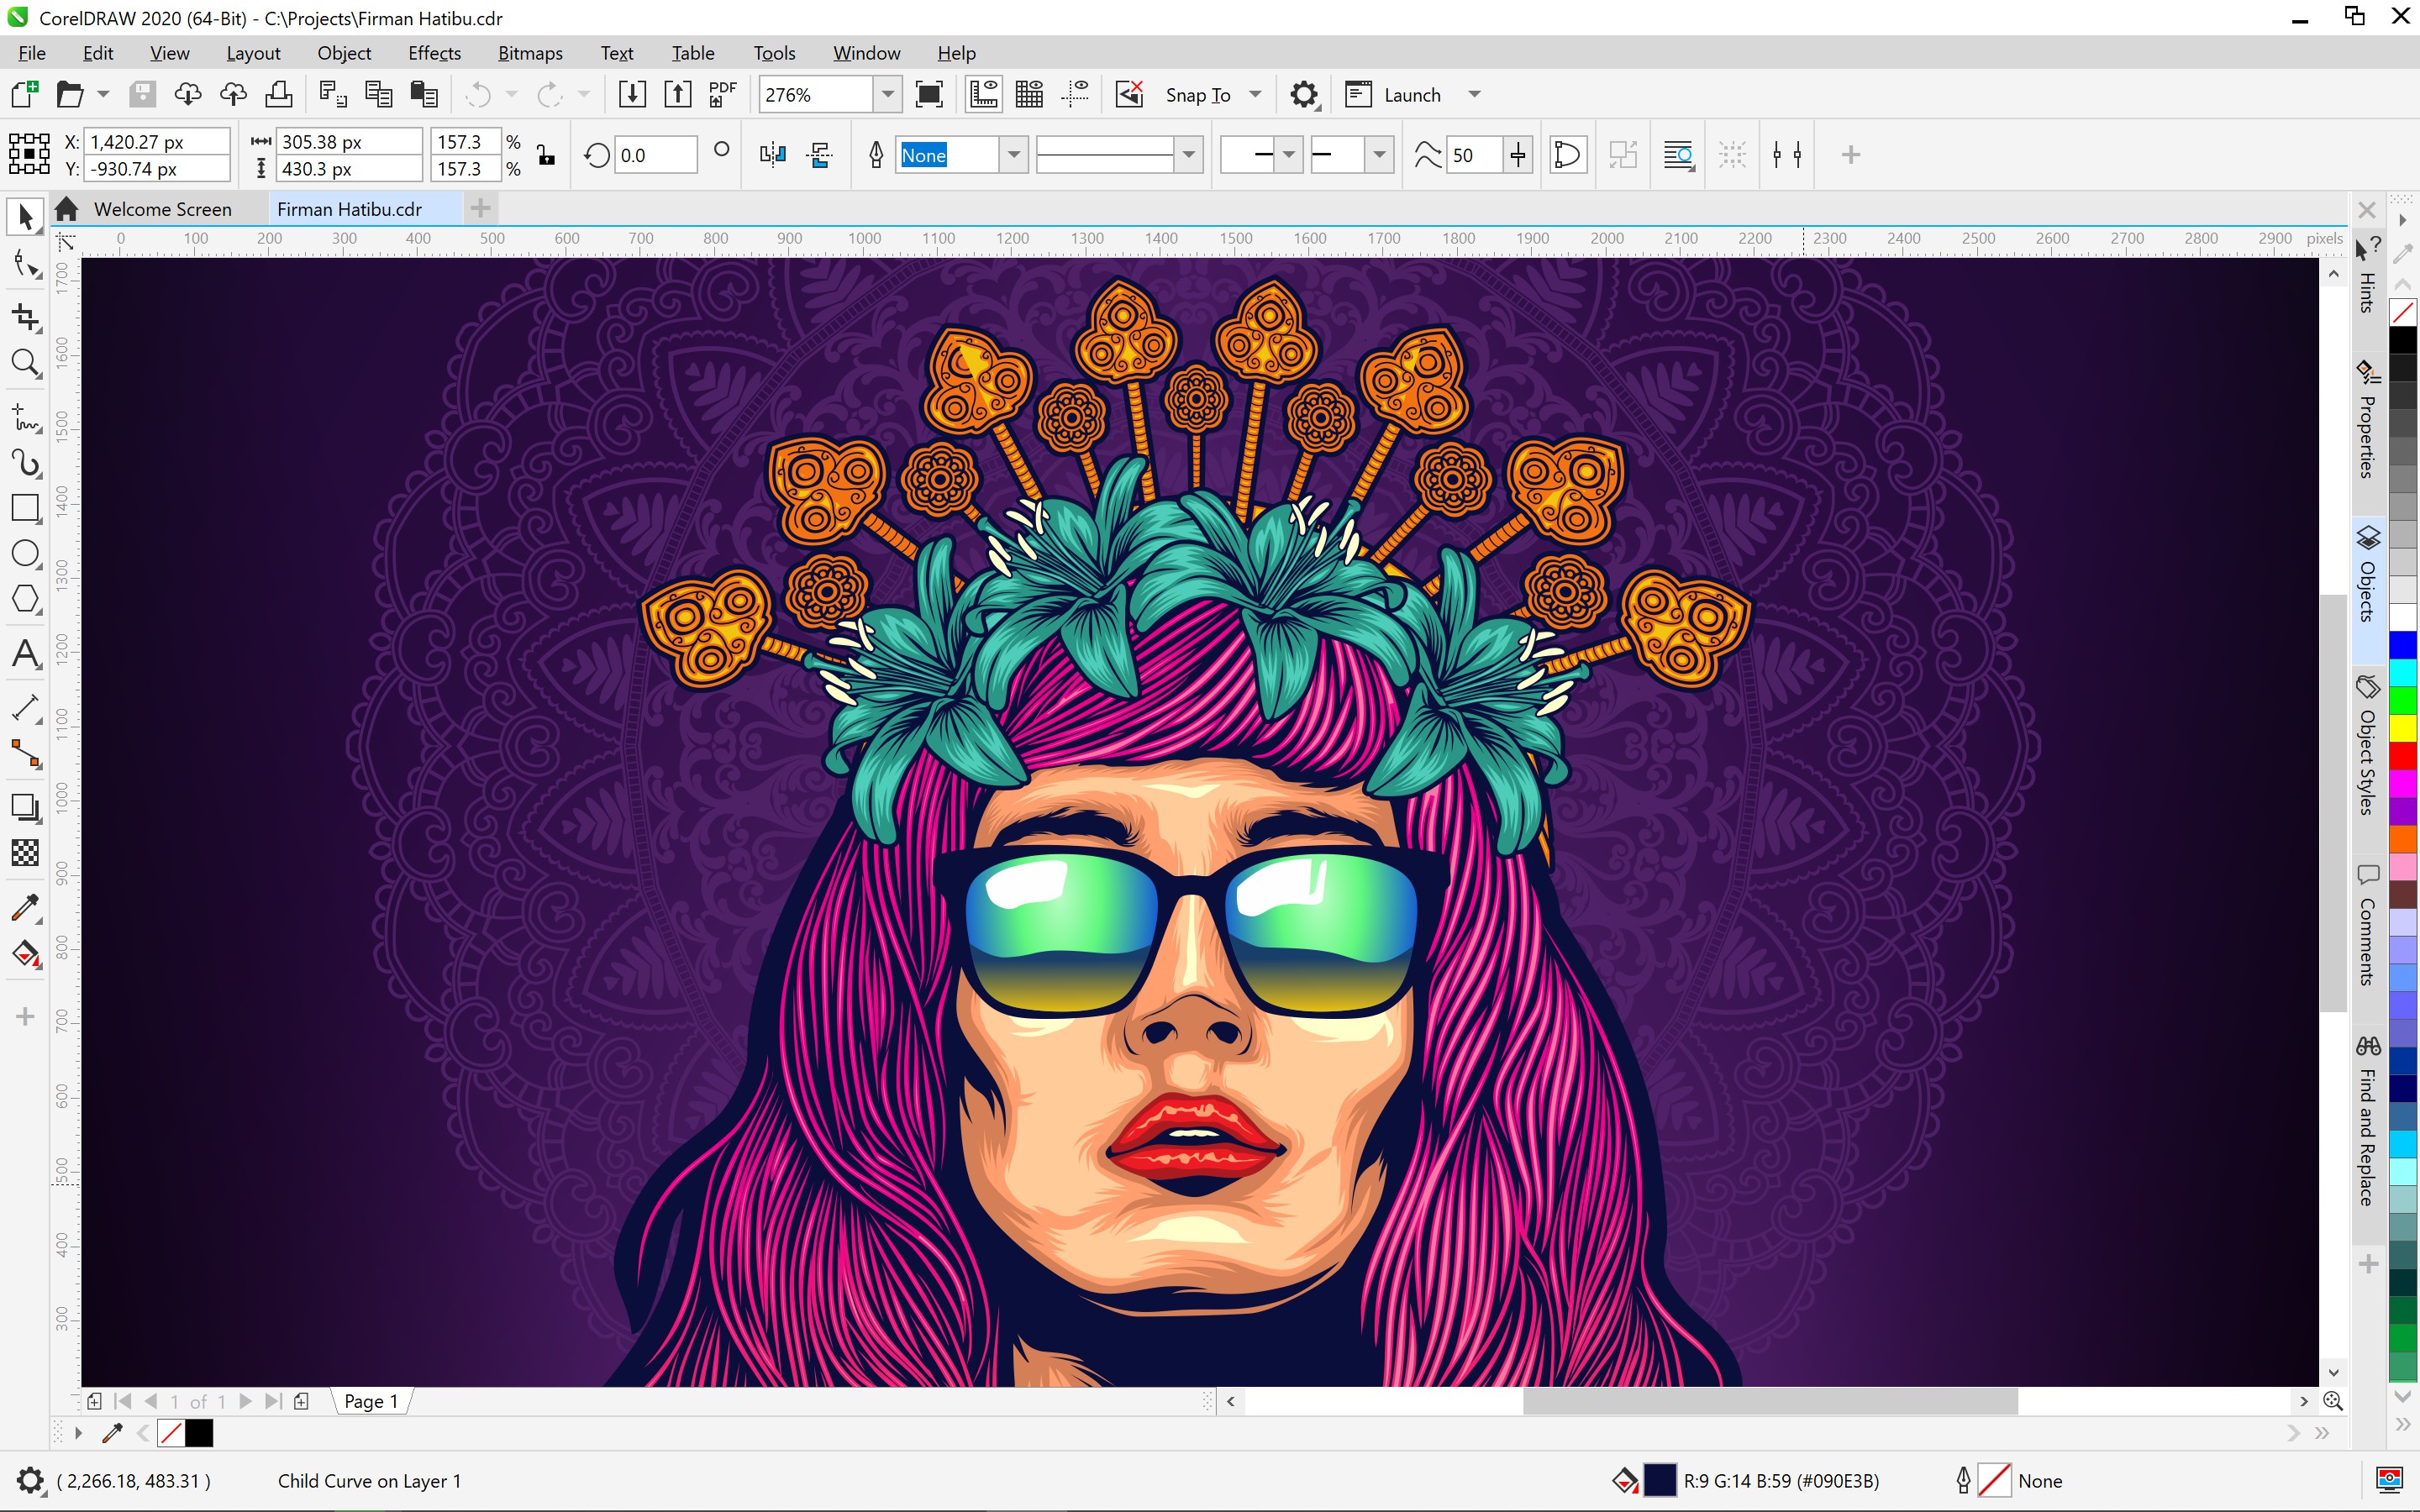 CorelDRAW 2020 (64-Bit) - C:\Projects\Firman Hatibu.cdr
File Edit View Layout Object Effects Bitmaps Text Table Tools Window Help
PDF 276% Snap To Launch
X: 1,420.27 px 305.38 px 157.3 %
Y: -930.74 px 430.3 px 157.3 %
0.0 None 50
Welcome Screen Firman Hatibu.cdr
0 100 200 300 400 500 600 700 800 900 1000 1100 1200 1300 1400 1500 1600 1700 1800 1900 2000 2100 2200 2300 2400 2500 2600 2700 2800 2900 pixels
1700
1600
1500
1400
1300
1200
1100
1000
900
800
700
600
500
400
300
Hints
Properties
Objects
Object Styles
Comments
Find and Replace
1 of 1 Page 1
( 2,266.18, 483.31 ) Child Curve on Layer 1 R:9 G:14 B:59 (#090E3B) None